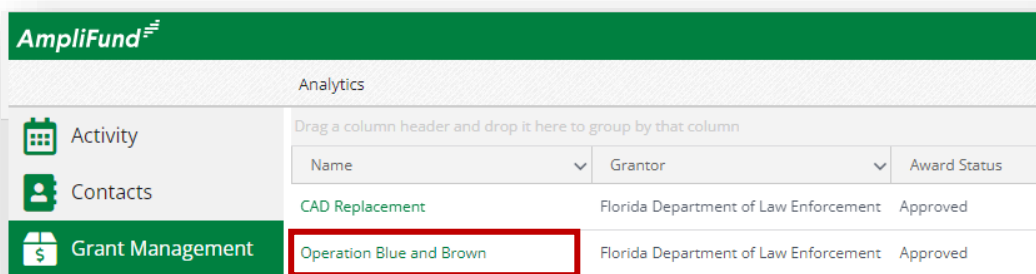 AmpliFund
Analytics
Activity
Drag a column header and drop it here to group by that column
Name Grantor Award Status
Contacts
CAD Replacement Florida Department of Law Enforcement Approved
Grant Management
Operation Blue and Brown Florida Department of Law Enforcement Approved